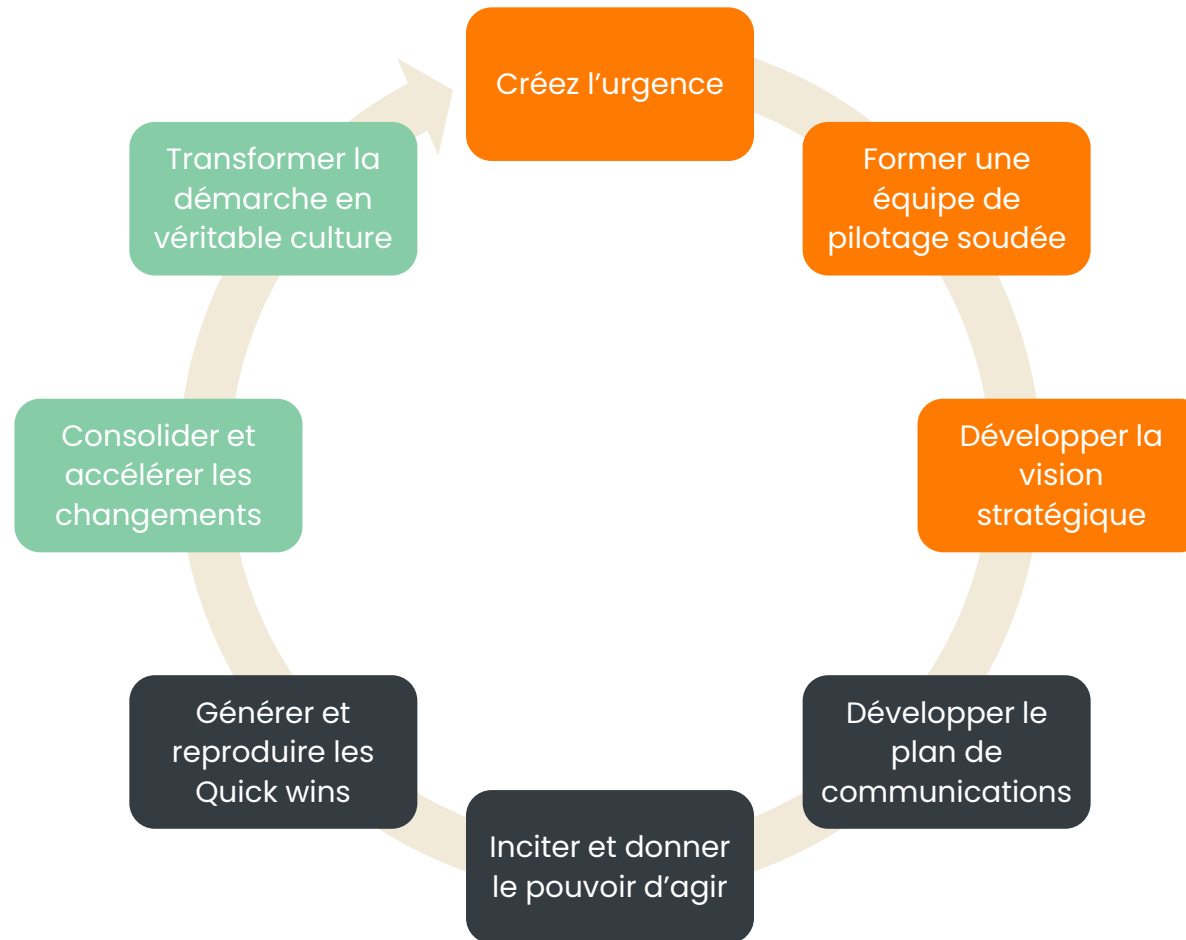 Créez l’urgence
Former une
équipe de
pilotage soudée
Développer la
vision
stratégique
Développer le
plan de
communications
Inciter et donner
le pouvoir d’agir
Générer et
reproduire les
Quick wins
Consolider et
accélérer les
changements
Transformer la
démarche en
véritable culture